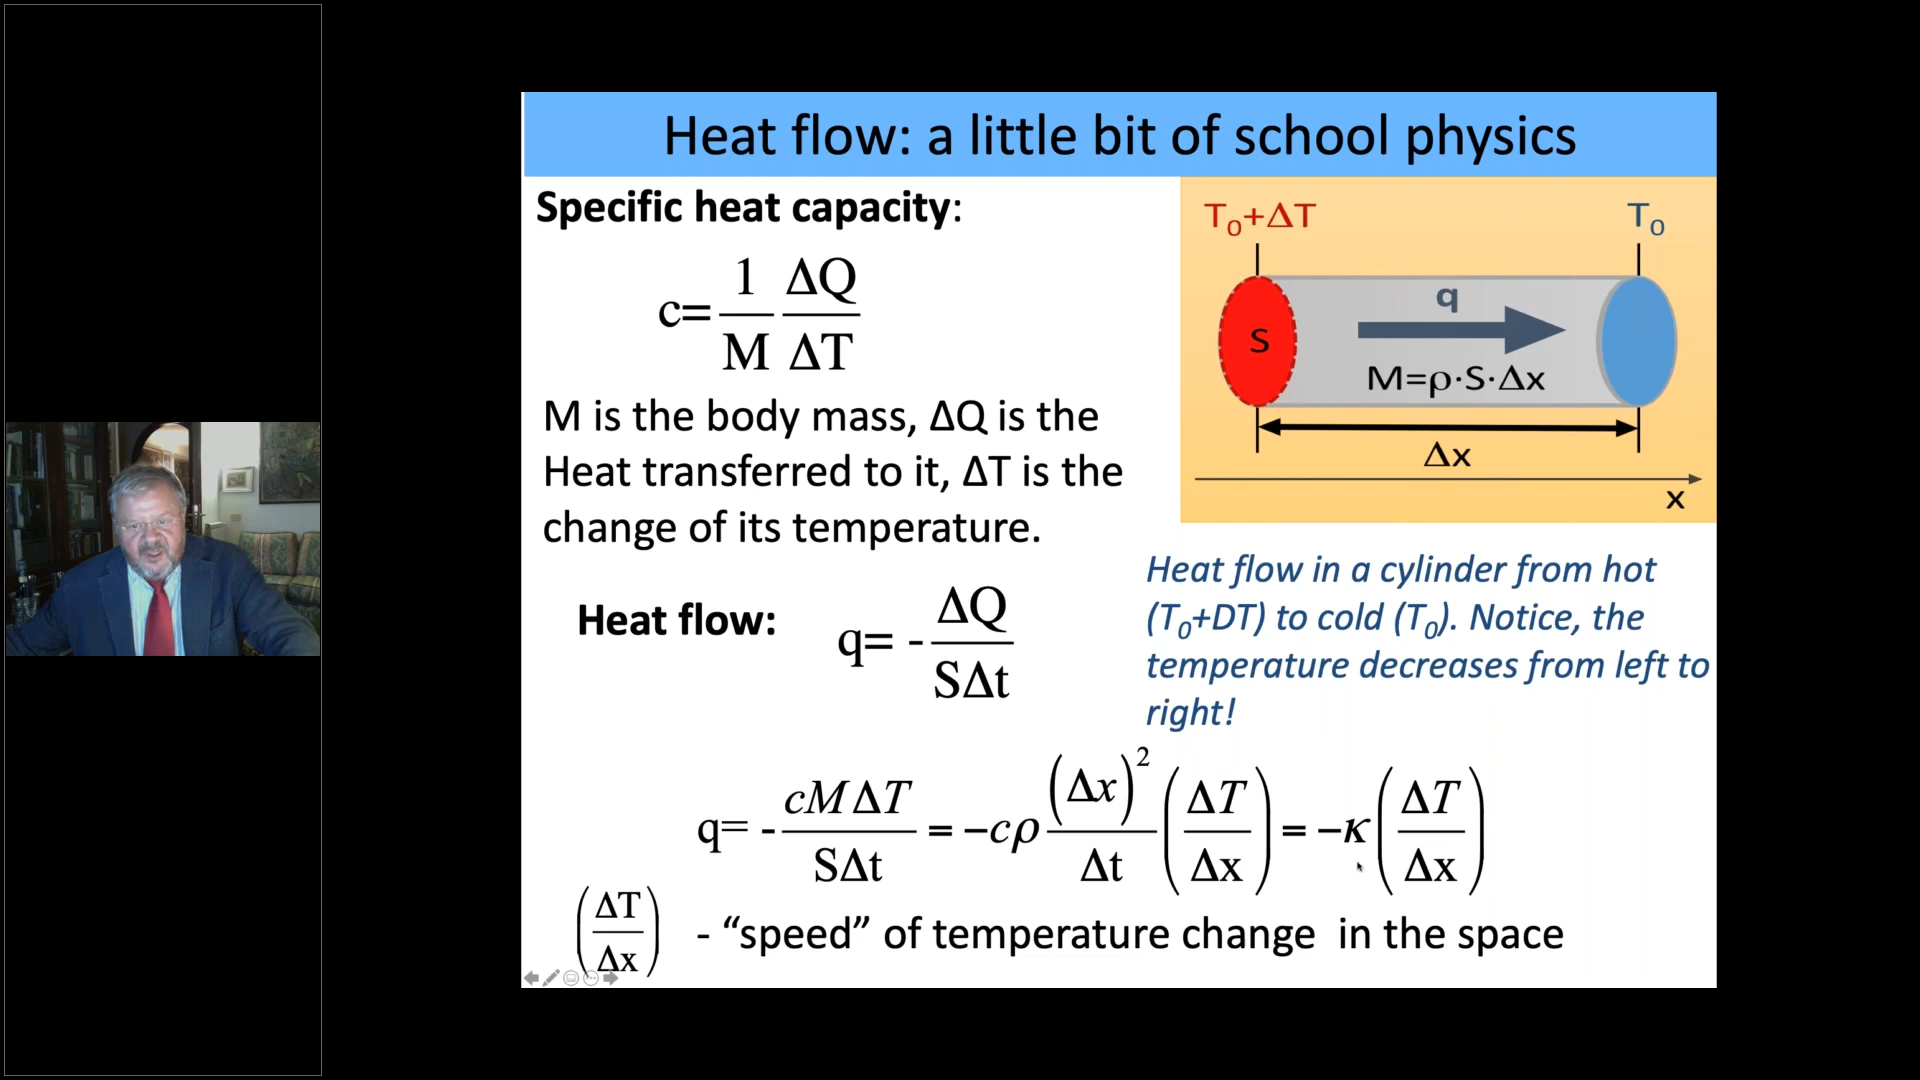 Heat flow: a little bit of school physics
Specific heat capacity:
c= 1/M ΔQ/ΔT
M is the body mass, ΔQ is the
Heat transferred to it, ΔT is the
change of its temperature.
T₀+ΔT
T₀
S
q
M=ρ·S·Δx
Δx
x
Heat flow in a cylinder from hot
(T₀+DT) to cold (T₀). Notice, the
temperature decreases from left to
right!
Heat flow: q= - ΔQ/SΔt
q= - cMΔT/SΔt = −cρ (Δx)²/Δt (ΔT/Δx) = −κ (ΔT/Δx)
(ΔT/Δx) - “speed” of temperature change in the space